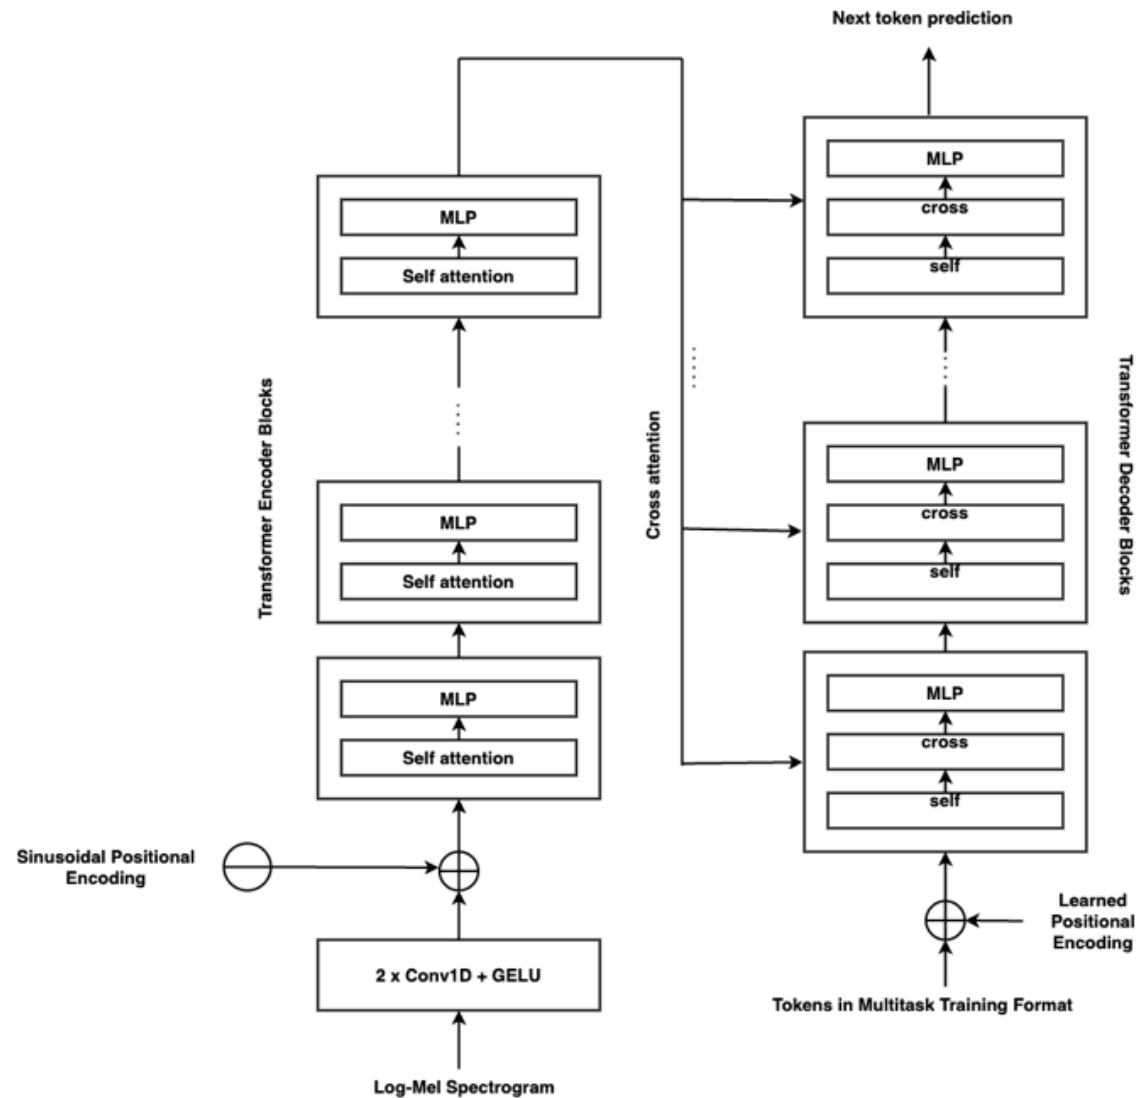 Next token prediction
MLP
cross
self
MLP
Self attention
Transformer Encoder Blocks
Cross attention
Transformer Decoder Blocks
MLP
cross
self
MLP
Self attention
MLP
cross
self
MLP
Self attention
Sinusoidal Positional
Encoding
Learned
Positional
Encoding
2 x Conv1D + GELU
Tokens in Multitask Training Format
Log-Mel Spectrogram